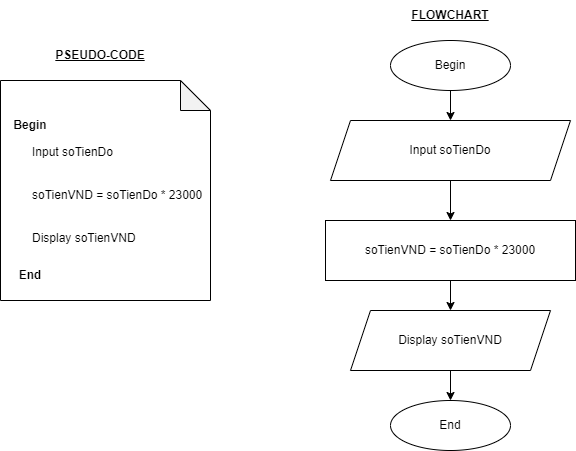 PSEUDO-CODE
Begin
Input soTienDo
soTienVND = soTienDo * 23000
Display soTienVND
End
FLOWCHART
Begin
Input soTienDo
soTienVND = soTienDo * 23000
Display soTienVND
End